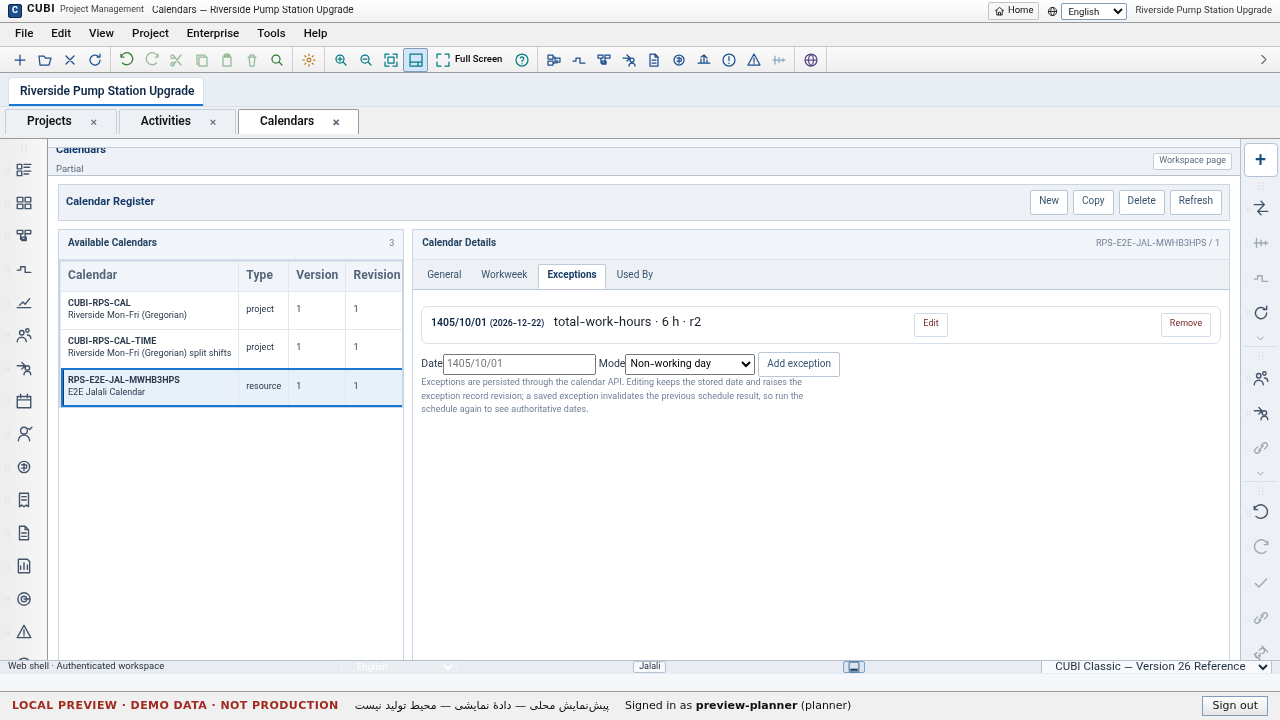 C CUBI Project Management Calendars — Riverside Pump Station Upgrade Home English Riverside Pump Station Upgrade
File Edit View Project Enterprise Tools Help
Full Screen
Riverside Pump Station Upgrade
Projects × Activities × Calendars ×
Calendars
Partial Workspace page
Calendar Register New Copy Delete Refresh
Available Calendars 3
Calendar Type Version Revision
CUBI-RPS-CAL
Riverside Mon-Fri (Gregorian) project 1 1
CUBI-RPS-CAL-TIME
Riverside Mon-Fri (Gregorian) split shifts project 1 1
RPS-E2E-JAL-MWHB3HPS
E2E Jalali Calendar resource 1 1
Calendar Details RPS-E2E-JAL-MWHB3HPS / 1
General Workweek Exceptions Used By
1405/10/01 (2026-12-22) total-work-hours · 6 h · r2 Edit Remove
Date 1405/10/01 Mode Non-working day Add exception
Exceptions are persisted through the calendar API. Editing keeps the stored date and raises the
exception record revision; a saved exception invalidates the previous schedule result, so run the
schedule again to see authoritative dates.
Web shell · Authenticated workspace English Jalali CUBI Classic — Version 26 Reference
LOCAL PREVIEW · DEMO DATA · NOT PRODUCTION پیش‌نمایش محلی — دادهٔ نمایشی — محیط تولید نیست Signed in as preview-planner (planner) Sign out